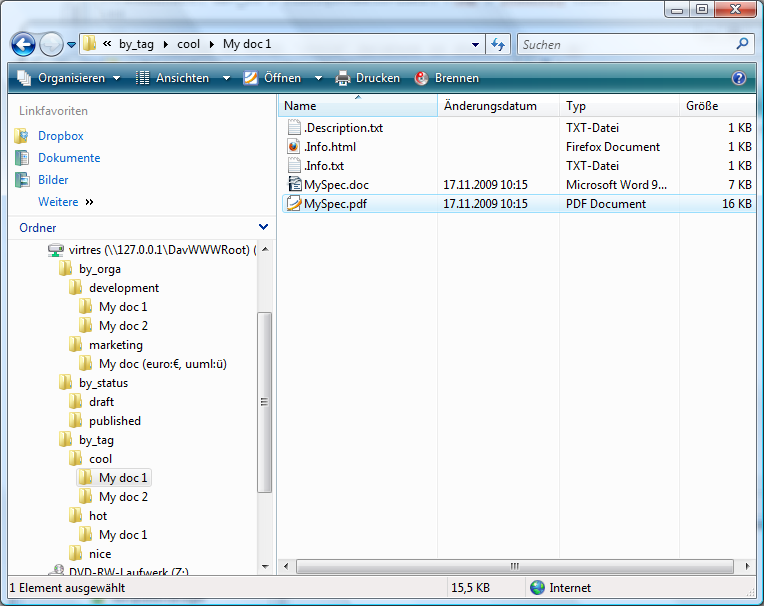 « by_tag ▸ cool ▸ My doc 1 Suchen
Organisieren Ansichten Öffnen Drucken Brennen
Linkfavoriten
Dropbox
Dokumente
Bilder
Weitere »
Ordner
virtres (\\127.0.0.1\DavWWWRoot) (
by_orga
development
My doc 1
My doc 2
marketing
My doc (euro:€, uuml:ü)
by_status
draft
published
by_tag
cool
My doc 1
My doc 2
hot
My doc 1
nice
DVD-RW-Laufwerk (Z:)
Name Änderungsdatum Typ Größe
.Description.txt TXT-Datei 1 KB
.Info.html Firefox Document 1 KB
.Info.txt TXT-Datei 1 KB
MySpec.doc 17.11.2009 10:15 Microsoft Word 9... 7 KB
MySpec.pdf 17.11.2009 10:15 PDF Document 16 KB
1 Element ausgewählt 15,5 KB Internet